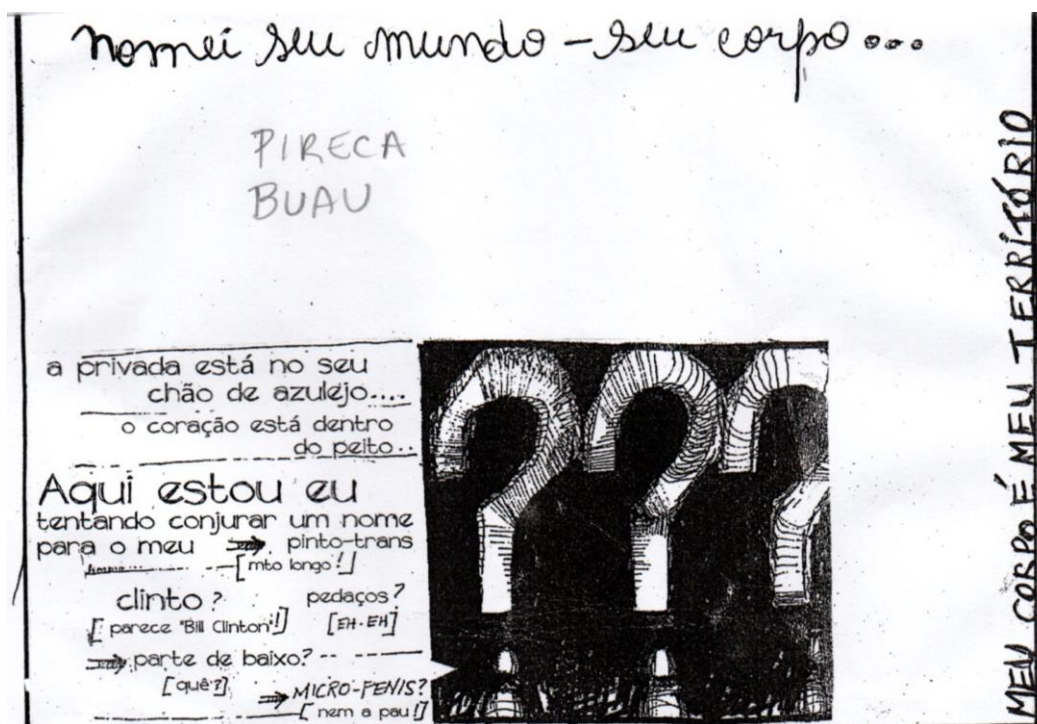 nomei seu mundo - seu corpo...
PIRECA
BUAU
a privada está no seu
chão de azulejo....
o coração está dentro
do peito..
Aqui estou eu
tentando conjurar um nome
para o meu → pinto-trans
[mto longo!]
clinto? pedaços?
[parece "Bill Clinton"!] [EH-EH]
→ parte de baixo?
[quê?]
→ MICRO-PENIS?
[nem a pau!]
MEU CORPO É MEU TERRITÓRIO